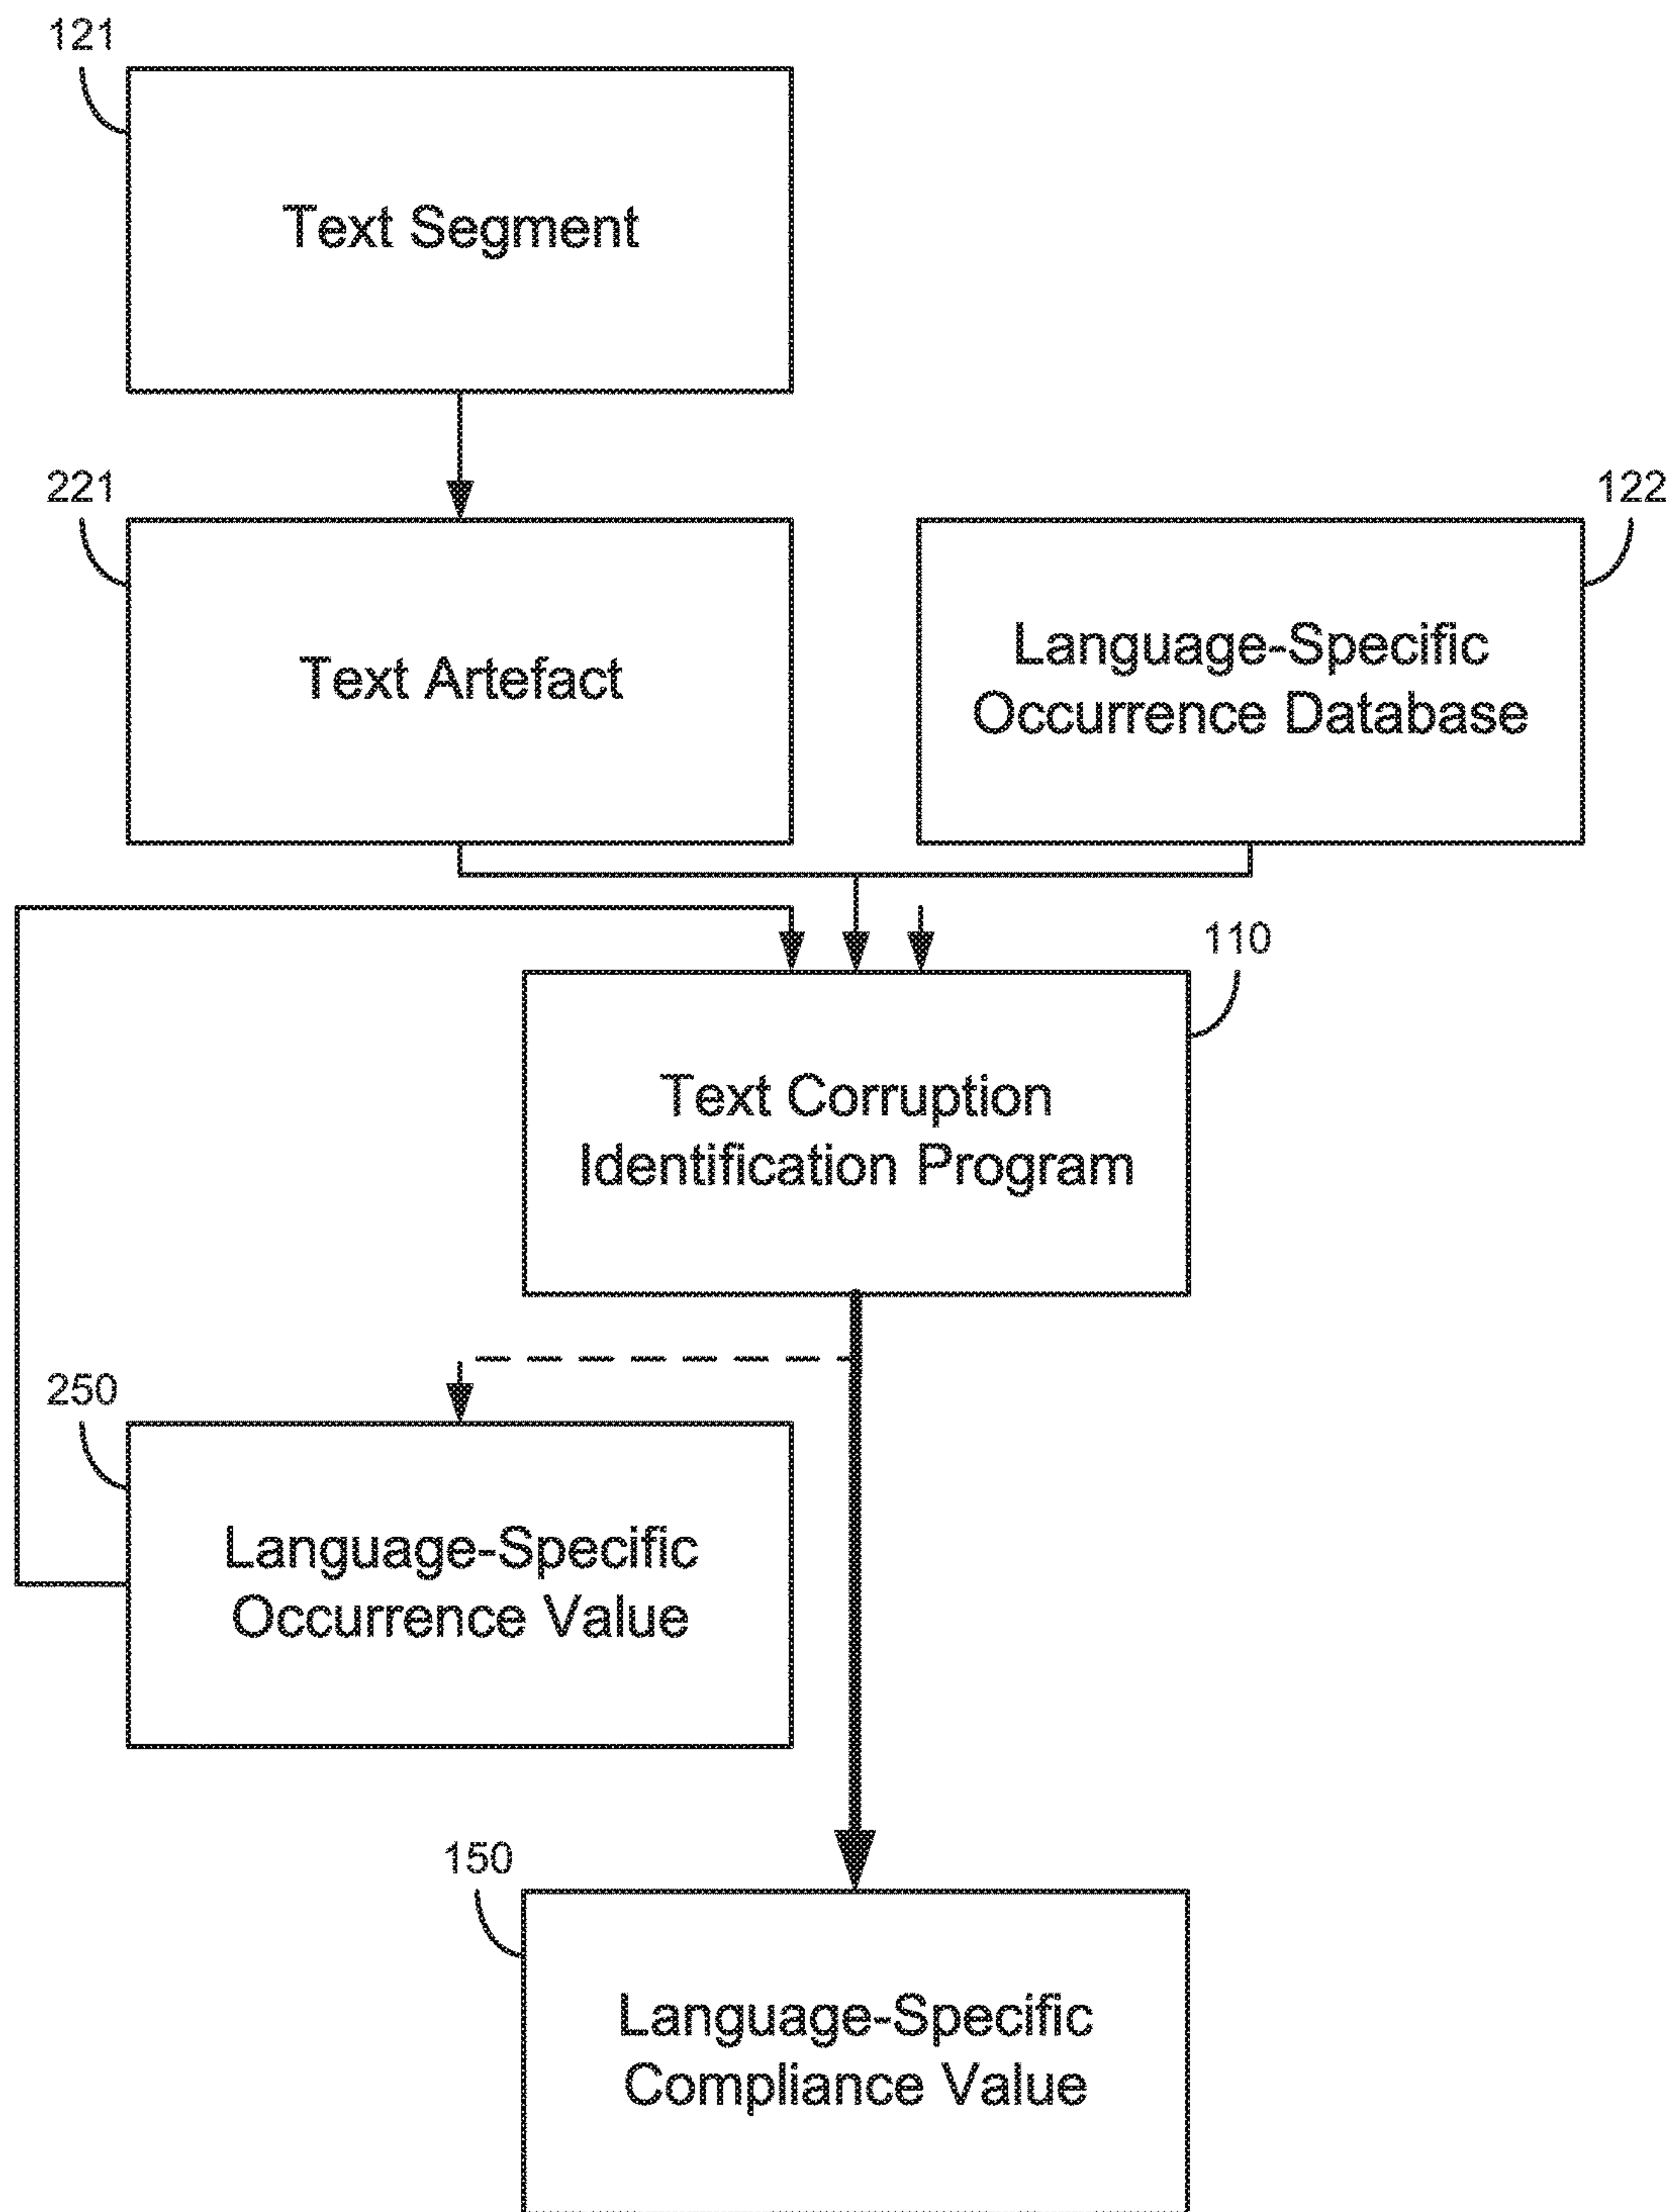 121
Text Segment
221
122
Text Artefact
Language-Specific
Occurrence Database
110
Text Corruption
Identification Program
250
Language-Specific
Occurrence Value
150
Language-Specific
Compliance Value